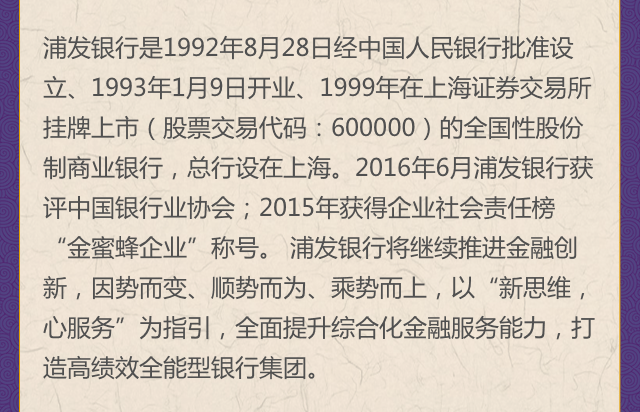 浦发银行是1992年8月28日经中国人民银行批准设
立、1993年1月9日开业、1999年在上海证券交易所
挂牌上市（股票交易代码：600000）的全国性股份
制商业银行，总行设在上海。2016年6月浦发银行获
评中国银行业协会；2015年获得企业社会责任榜
“金蜜蜂企业”称号。 浦发银行将继续推进金融创
新，因势而变、顺势而为、乘势而上，以“新思维，
心服务”为指引，全面提升综合化金融服务能力，打
造高绩效全能型银行集团。